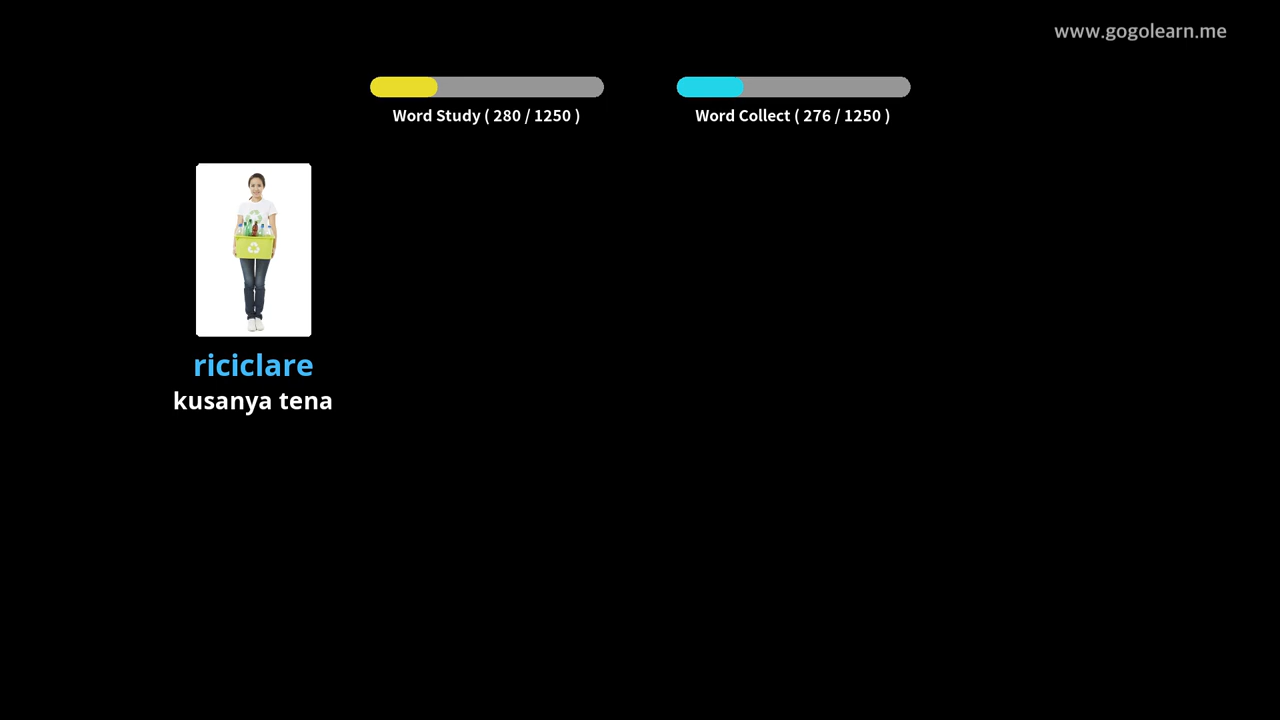 www.gogolearn.me
Word Study ( 280 / 1250 )
Word Collect ( 276 / 1250 )
riciclare
kusanya tena